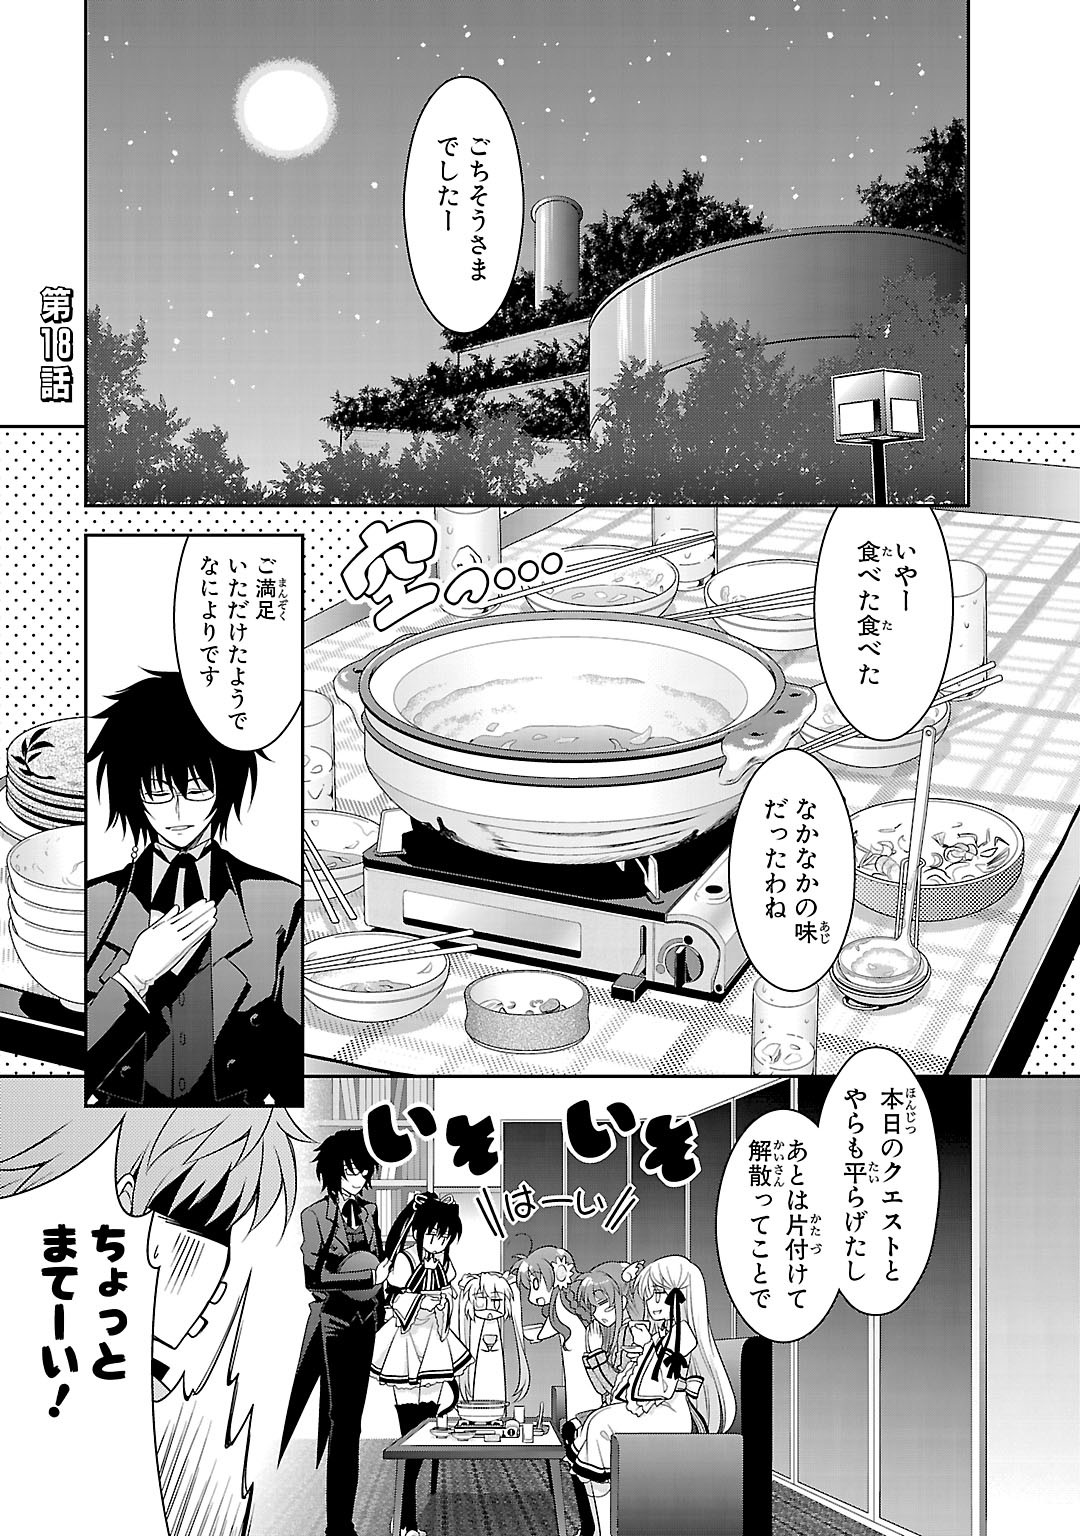 第18話
ごちそうさま
でしたー
いやー
食べた食べた
なかなかの味
だったわね
空っ…
ご満足
いただけたようで
なによりです
本日のクエストと
やらも平らげたし
あとは片付けて
解散ってことで
はーい
いそ
いそ
ちょっと
まてーい！